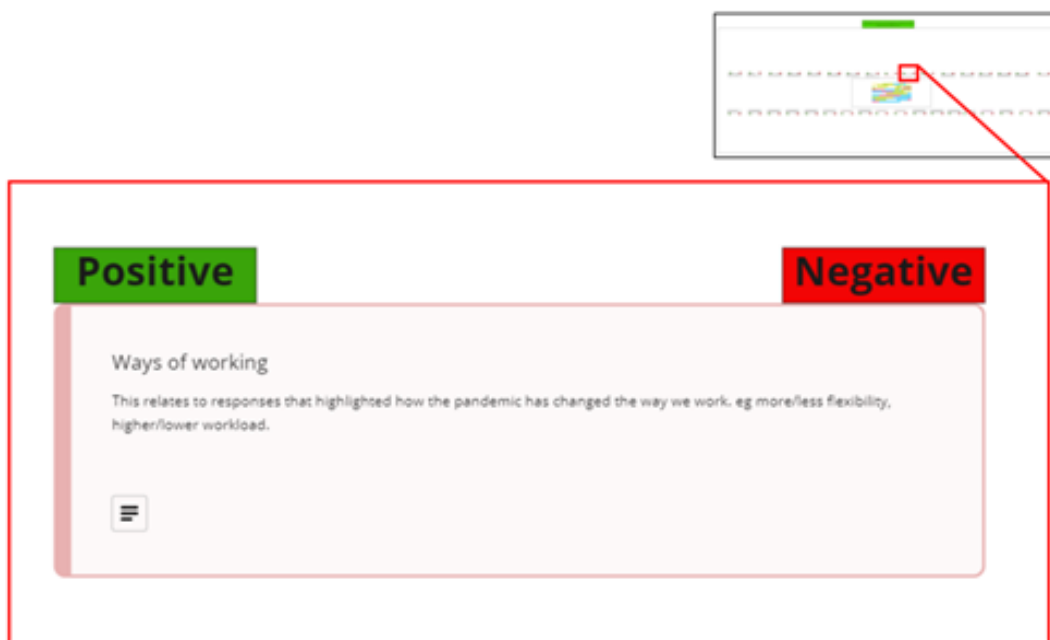 Positive
Negative
Ways of working
This relates to responses that highlighted how the pandemic has changed the way we work. eg more/less flexibility,
higher/lower workload.